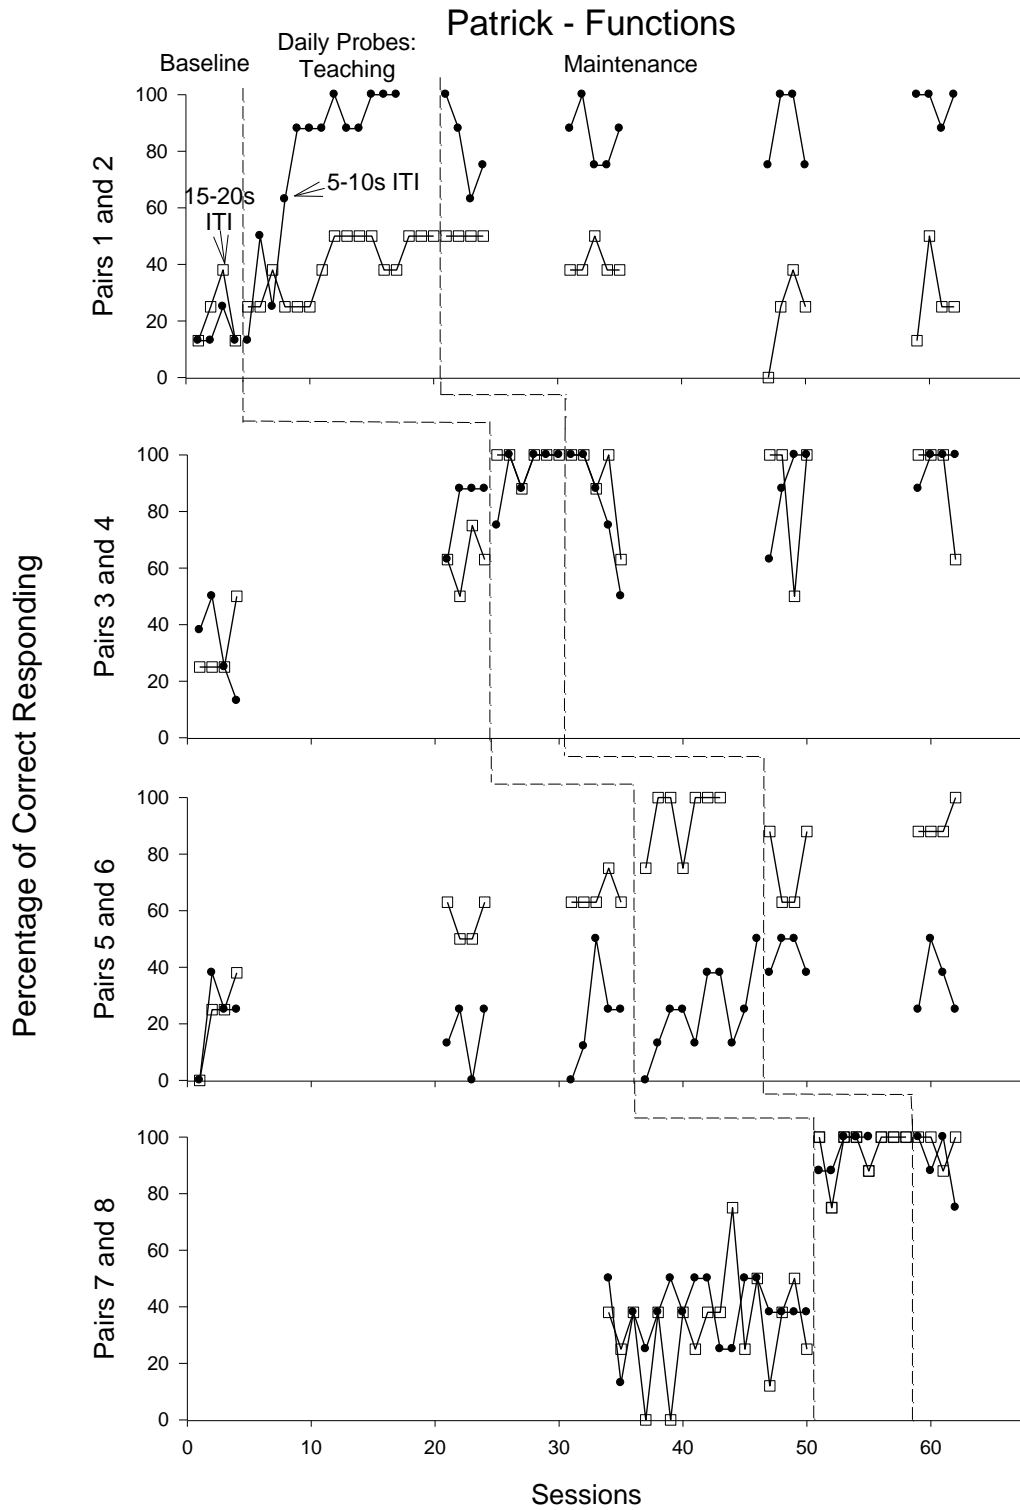 Patrick - Functions
Baseline
Daily Probes:
Teaching
Maintenance
100
80
60
40
20
0
Pairs 1 and 2
15-20s
ITI
5-10s ITI
100
80
60
40
20
0
Pairs 3 and 4
Percentage of Correct Responding
100
80
60
40
20
0
Pairs 5 and 6
100
80
60
40
20
0
Pairs 7 and 8
0 10 20 30 40 50 60
Sessions